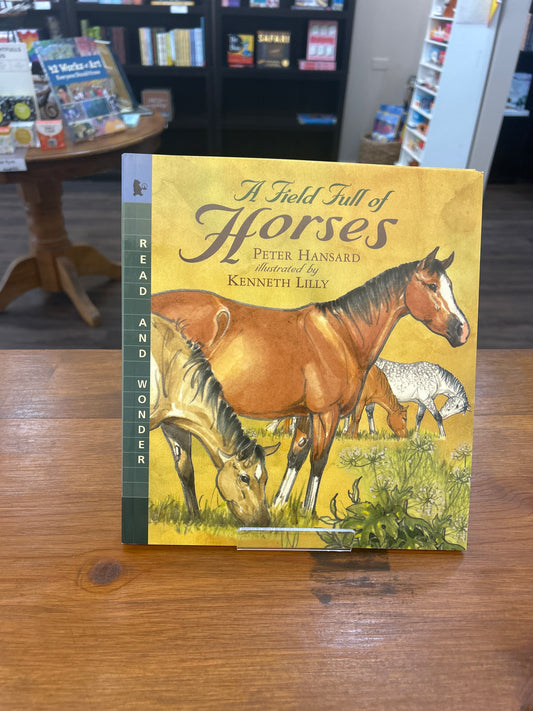 A Field Full of
Horses
PETER HANSARD
illustrated by
KENNETH LILLY
READ AND WONDER